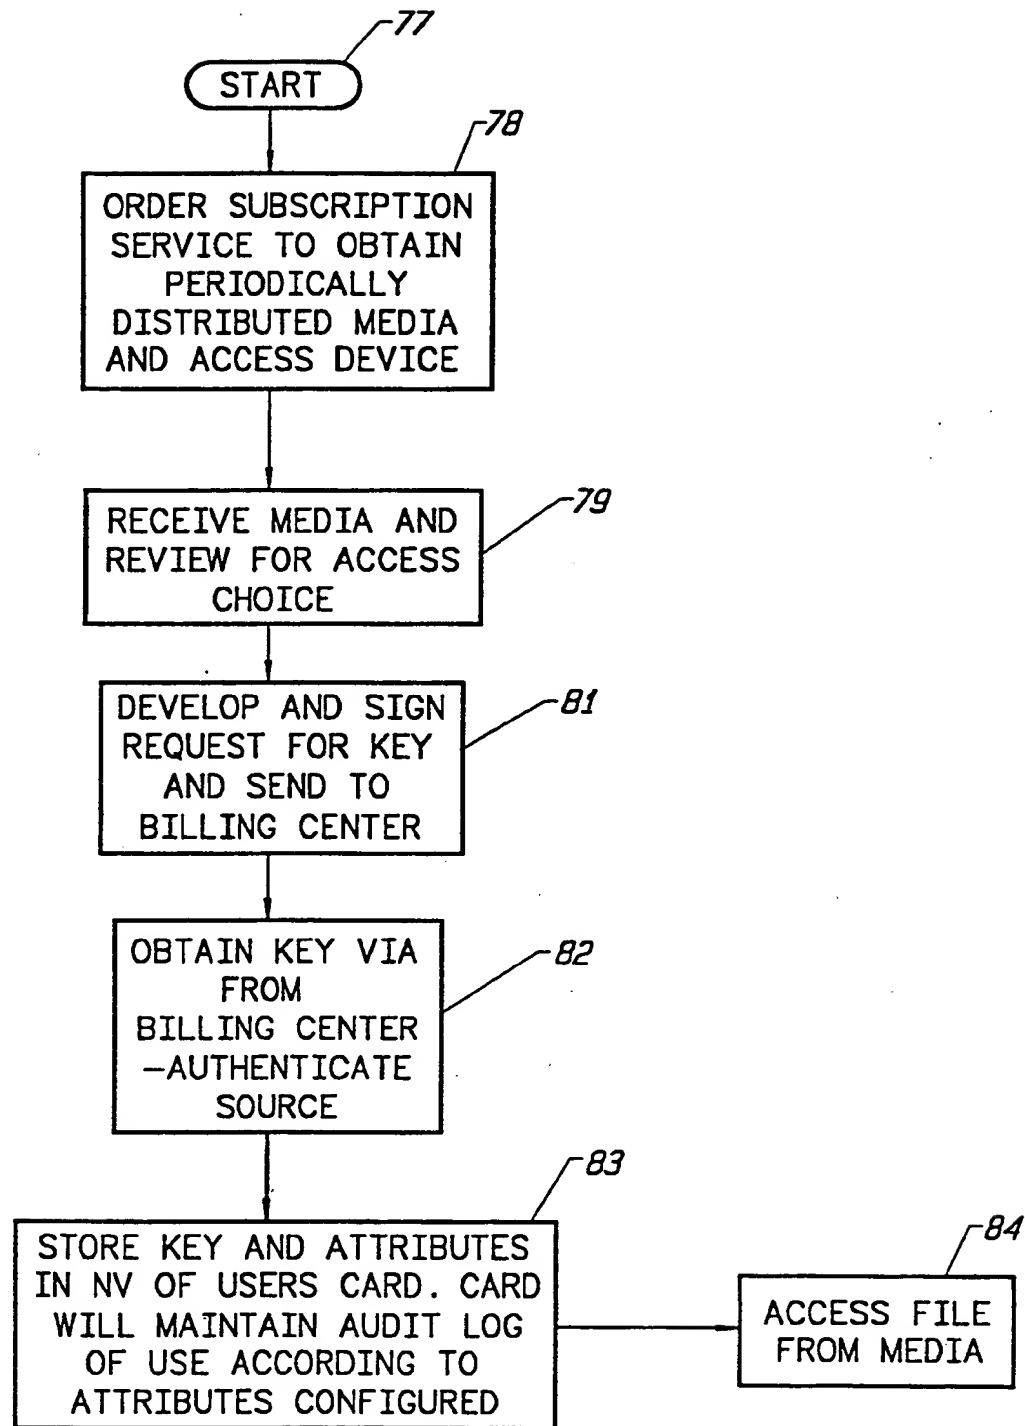 77
START
78
ORDER SUBSCRIPTION
SERVICE TO OBTAIN
PERIODICALLY
DISTRIBUTED MEDIA
AND ACCESS DEVICE
79
RECEIVE MEDIA AND
REVIEW FOR ACCESS
CHOICE
81
DEVELOP AND SIGN
REQUEST FOR KEY
AND SEND TO
BILLING CENTER
82
OBTAIN KEY VIA
FROM
BILLING CENTER
-AUTHENTICATE
SOURCE
83
STORE KEY AND ATTRIBUTES
IN NV OF USERS CARD. CARD
WILL MAINTAIN AUDIT LOG
OF USE ACCORDING TO
ATTRIBUTES CONFIGURED
84
ACCESS FILE
FROM MEDIA